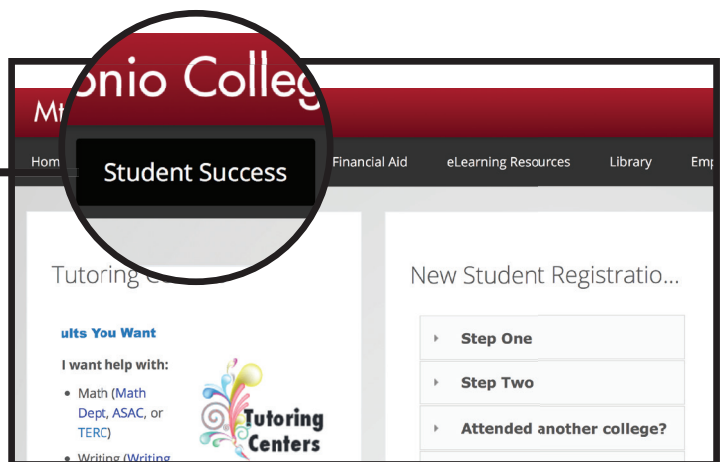 onio Colleg
Mt
Hom
Student Success
Financial Aid
eLearning Resources
Library
Emp
Tutoring
New Student Registratio...
ults You Want
I want help with:
Math (Math
Dept, ASAC, or
TERC)
Writing (Writing
Tutoring
Centers
Step One
Step Two
Attended another college?